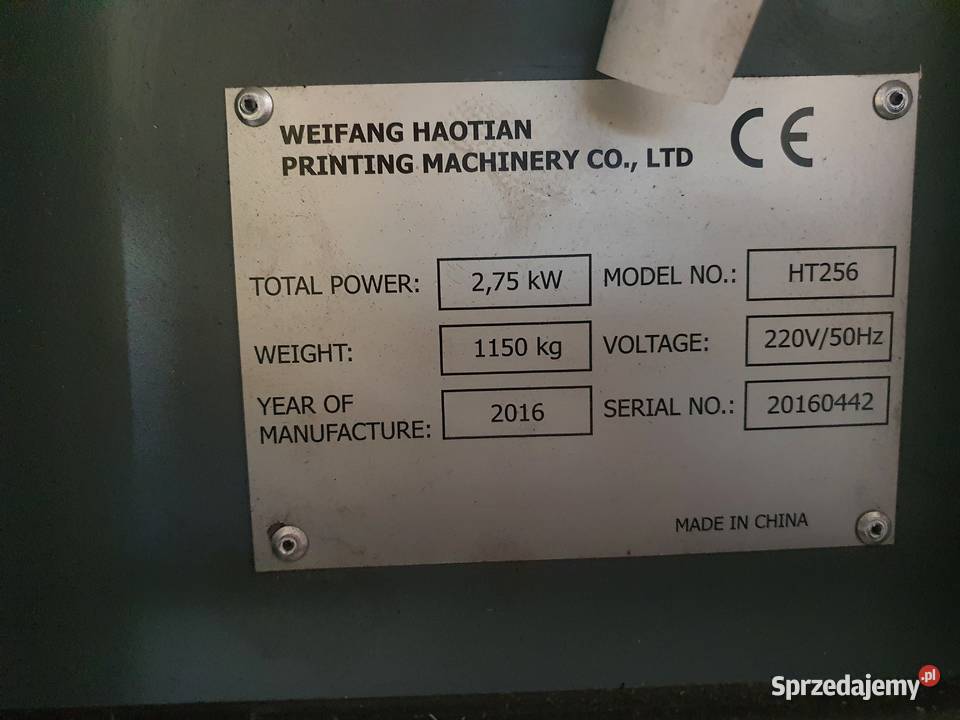 WEIFANG HAOTIAN
PRINTING MACHINERY CO., LTD
CE
TOTAL POWER: 2,75 kW MODEL NO.: HT256
WEIGHT: 1150 kg VOLTAGE: 220V/50Hz
YEAR OF
MANUFACTURE: 2016 SERIAL NO.: 20160442
MADE IN CHINA
Sprzedajemy.pl